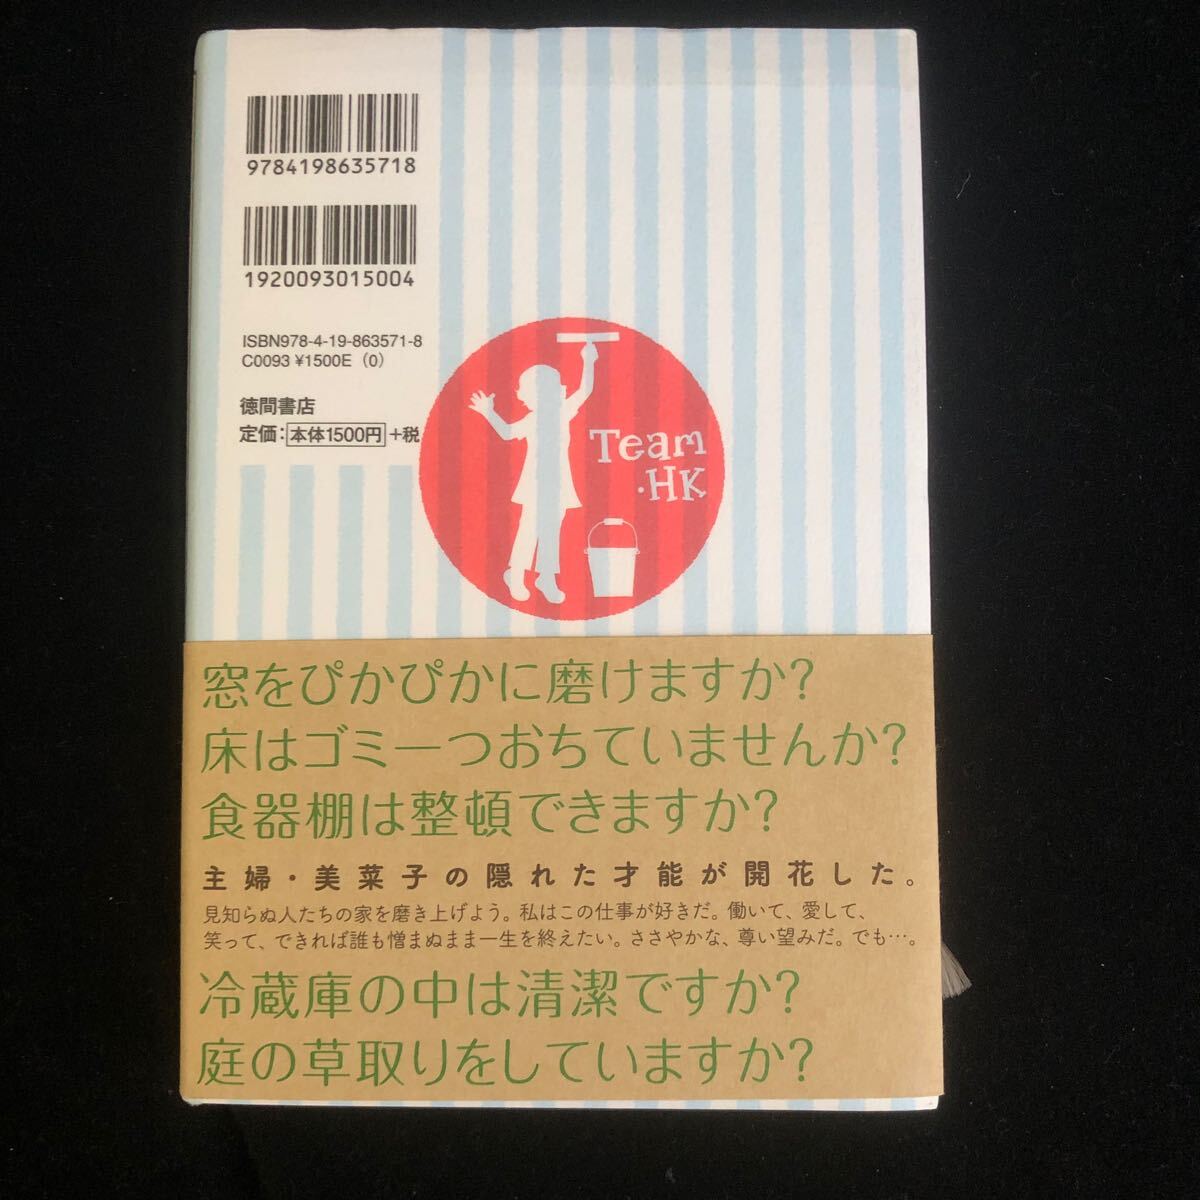 9784198635718
1920093015004
ISBN978-4-19-863571-8
C0093 ¥1500E (0)
徳間書店
定価:本体1500円+税
Team
・HK
窓をぴかぴかに磨けますか?
床はゴミ一つおちていませんか?
食器棚は整頓できますか?
主婦・美菜子の隠れた才能が開花した。
見知らぬ人たちの家を磨き上げよう。私はこの仕事が好きだ。働いて、愛して、
笑って、できれば誰も憎まぬまま一生を終えたい。ささやかな、尊い望みだ。でも…。
冷蔵庫の中は清潔ですか?
庭の草取りをしていますか?